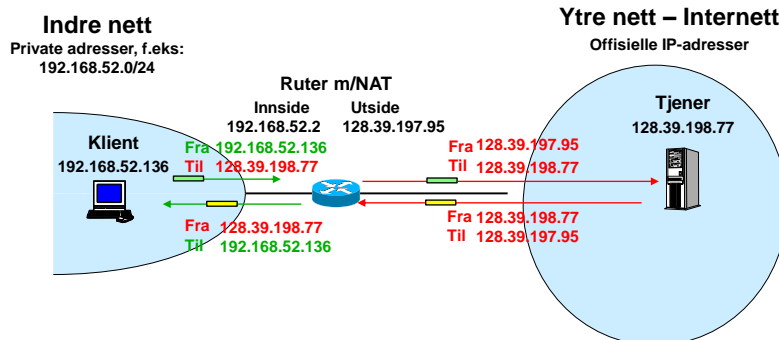 Indre nett
Private adresser, f.eks:
192.168.52.0/24
Ytre nett – Internett
Offisielle IP-adresser
Ruter m/NAT
Innside
192.168.52.2
Utside
128.39.197.95
Klient
192.168.52.136
Tjener
128.39.198.77
Fra 192.168.52.136
Til 128.39.198.77
Fra 128.39.197.95
Til 128.39.198.77
Fra 128.39.198.77
Til 192.168.52.136
Fra 128.39.198.77
Til 128.39.197.95